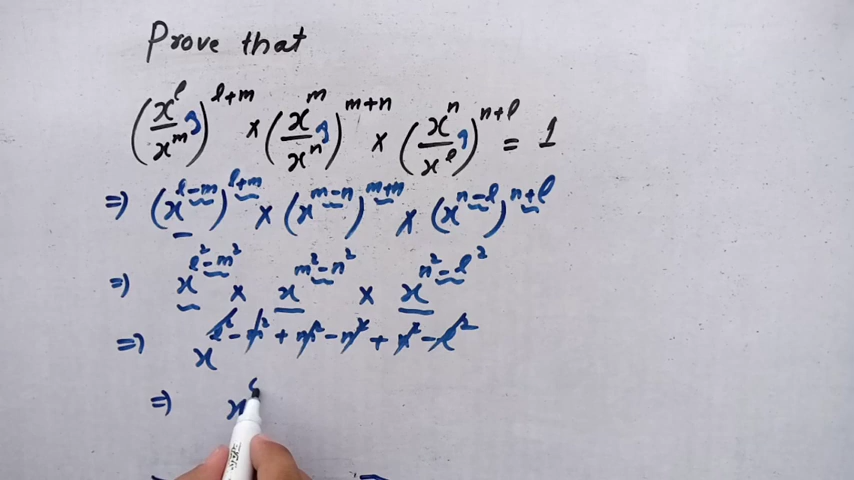 Prove that
(x^l/x^m)^(l+m) × (x^m/x^n)^(m+n) × (x^n/x^l)^(n+l) = 1
⇒ (x^(l-m))^(l+m) × (x^(m-n))^(m+n) × (x^(n-l))^(n+l)
⇒ x^(l²-m²) × x^(m²-n²) × x^(n²-l²)
⇒ x^(l²-m²+m²-n²+n²-l²)
⇒ x